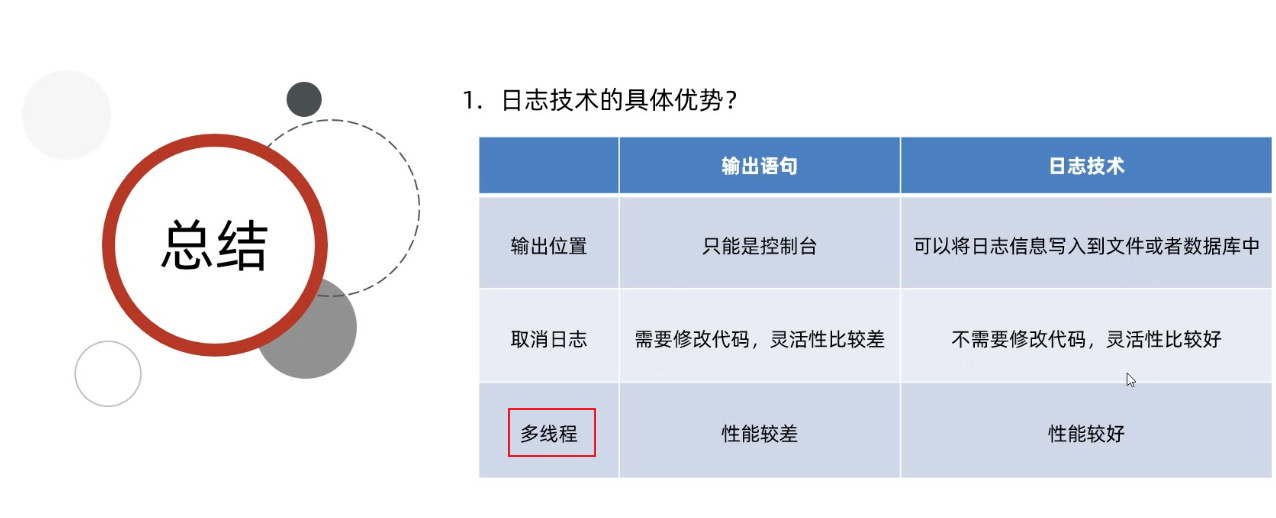 总结
1. 日志技术的具体优势？
输出语句 日志技术
输出位置 只能是控制台 可以将日志信息写入到文件或者数据库中
取消日志 需要修改代码，灵活性比较差 不需要修改代码，灵活性比较好
多线程 性能较差 性能较好